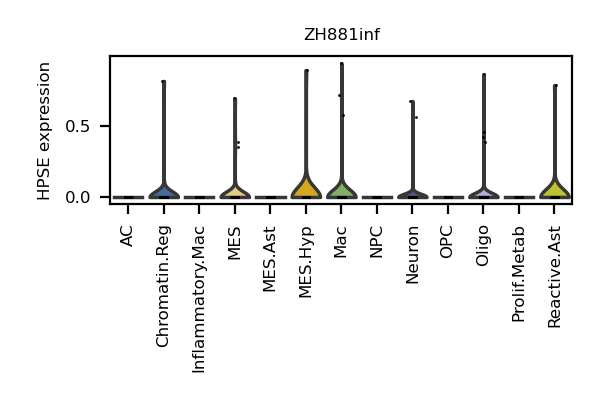 ZH881inf
HPSE expression
0.5
0.0
AC
Chromatin.Reg
Inflammatory.Mac
MES
MES.Ast
MES.Hyp
Mac
NPC
Neuron
OPC
Oligo
Prolif.Metab
Reactive.Ast